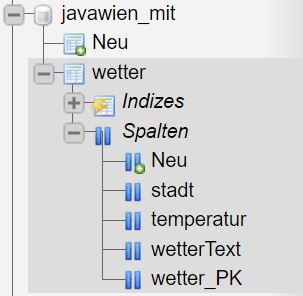 javawien_mit
Neu
wetter
Indizes
Spalten
Neu
stadt
temperatur
wetterText
wetter_PK